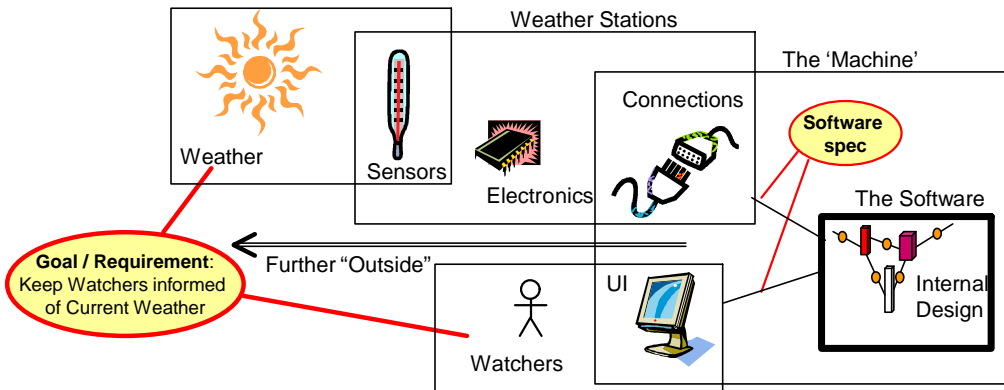 Weather Stations
The ‘Machine’
Connections
Software
spec
Weather
Sensors
Electronics
The Software
Goal / Requirement:
Keep Watchers informed
of Current Weather
Further “Outside”
UI
Internal
Design
Watchers